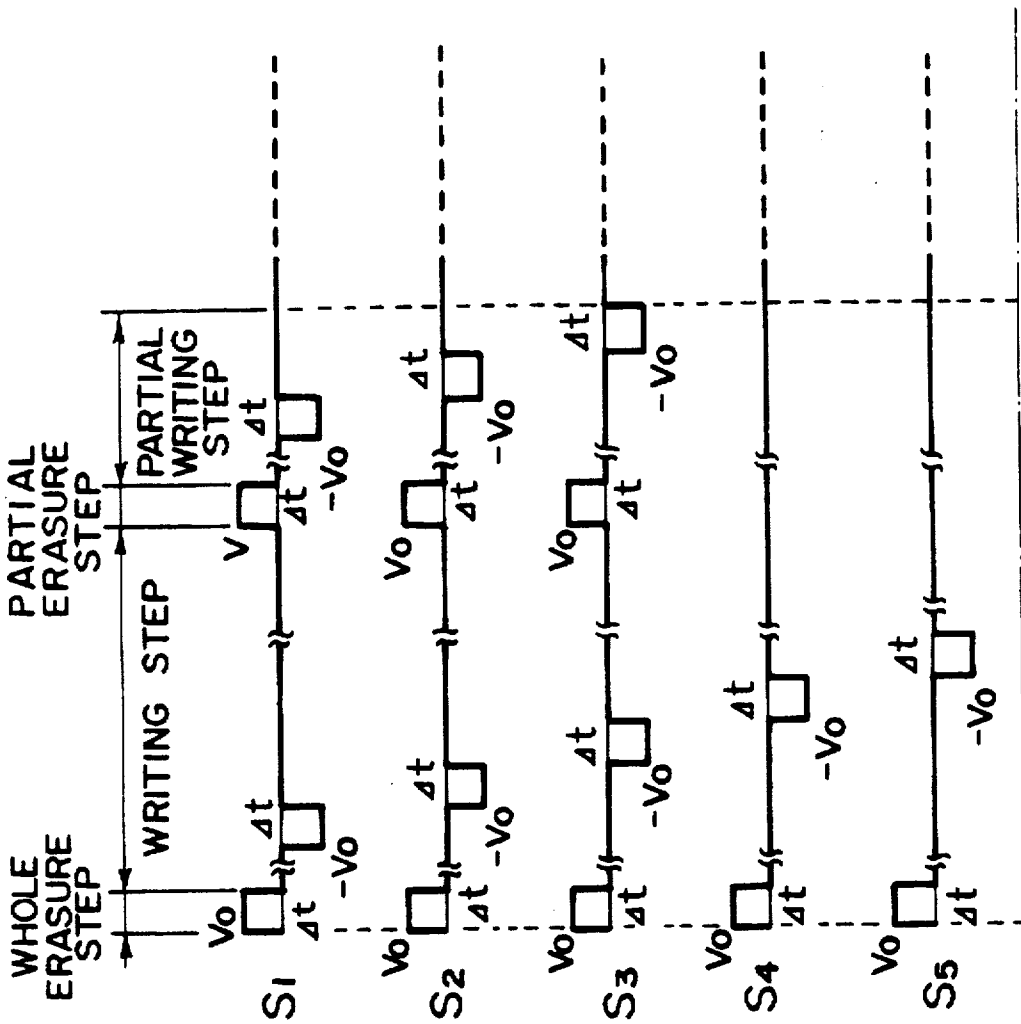 WHOLE
ERASURE
STEP
WRITING STEP
PARTIAL
ERASURE
STEP
PARTIAL
WRITING
STEP
S1 Vo Δt -Vo Δt V Δt -Vo Δt
S2 Vo Δt -Vo Δt Vo Δt -Vo Δt
S3 Vo Δt -Vo Δt Vo Δt -Vo Δt
S4 Vo Δt -Vo Δt
S5 Vo Δt -Vo Δt